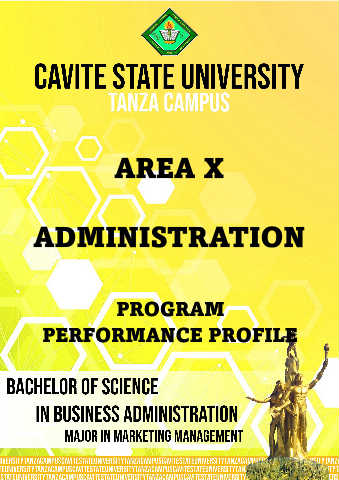 CAVITE STATE UNIVERSITY
TANZA CAMPUS
AREA X
ADMINISTRATION
PROGRAM
PERFORMANCE PROFILE
BACHELOR OF SCIENCE
IN BUSINESS ADMINISTRATION
MAJOR IN MARKETING MANAGEMENT